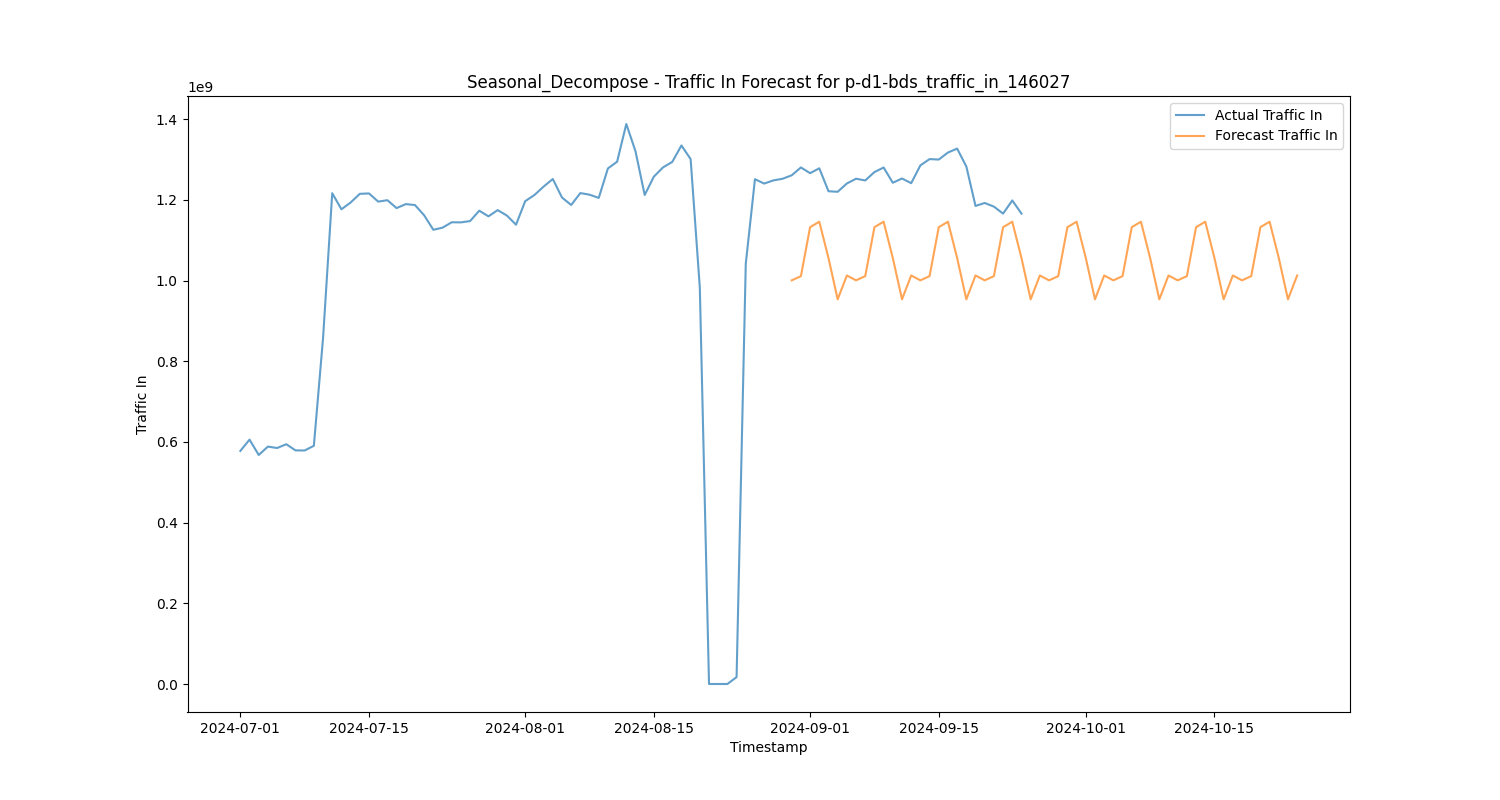 Seasonal_Decompose - Traffic In Forecast for p-d1-bds_traffic_in_146027
1e9
Actual Traffic In
Forecast Traffic In
1.4
1.2
1.0
0.8
0.6
0.4
0.2
0.0
Traffic In
2024-07-01 2024-07-15 2024-08-01 2024-08-15 2024-09-01 2024-09-15 2024-10-01 2024-10-15
Timestamp